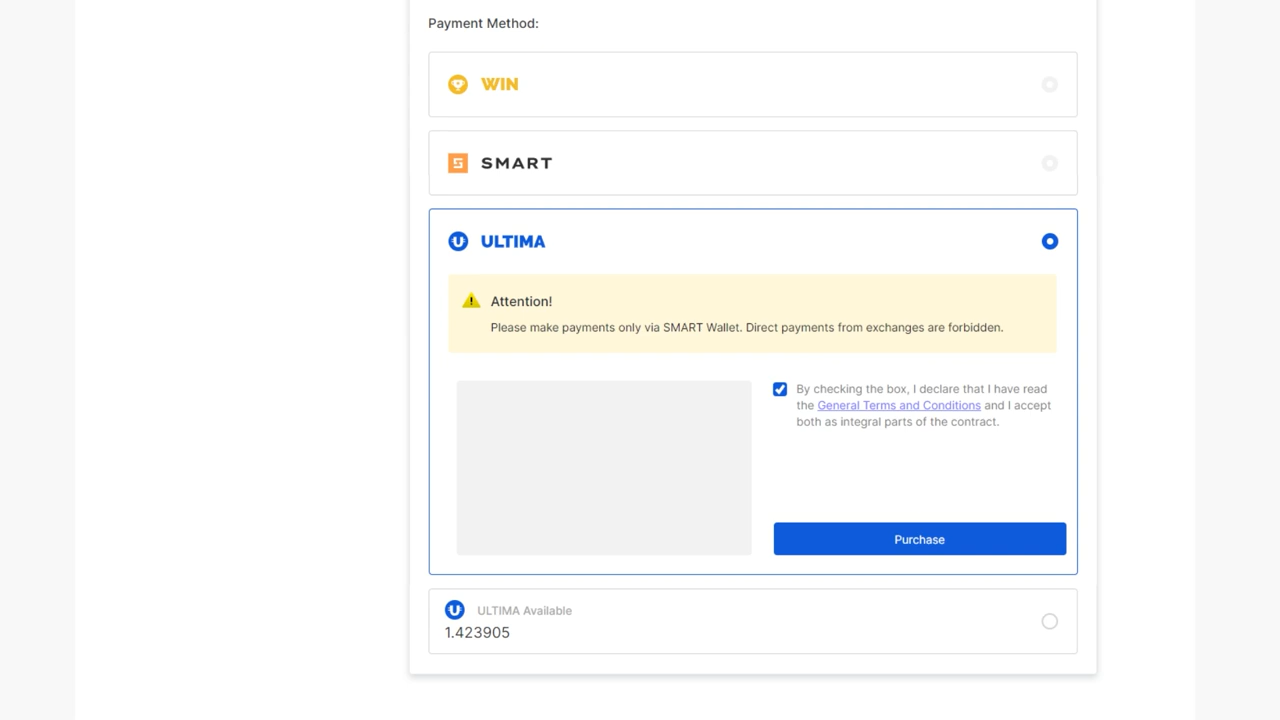 Payment Method:
WIN
SMART
ULTIMA
Attention!
Please make payments only via SMART Wallet. Direct payments from exchanges are forbidden.
By checking the box, I declare that I have read
the General Terms and Conditions and I accept
both as integral parts of the contract.
Purchase
ULTIMA Available
1.423905